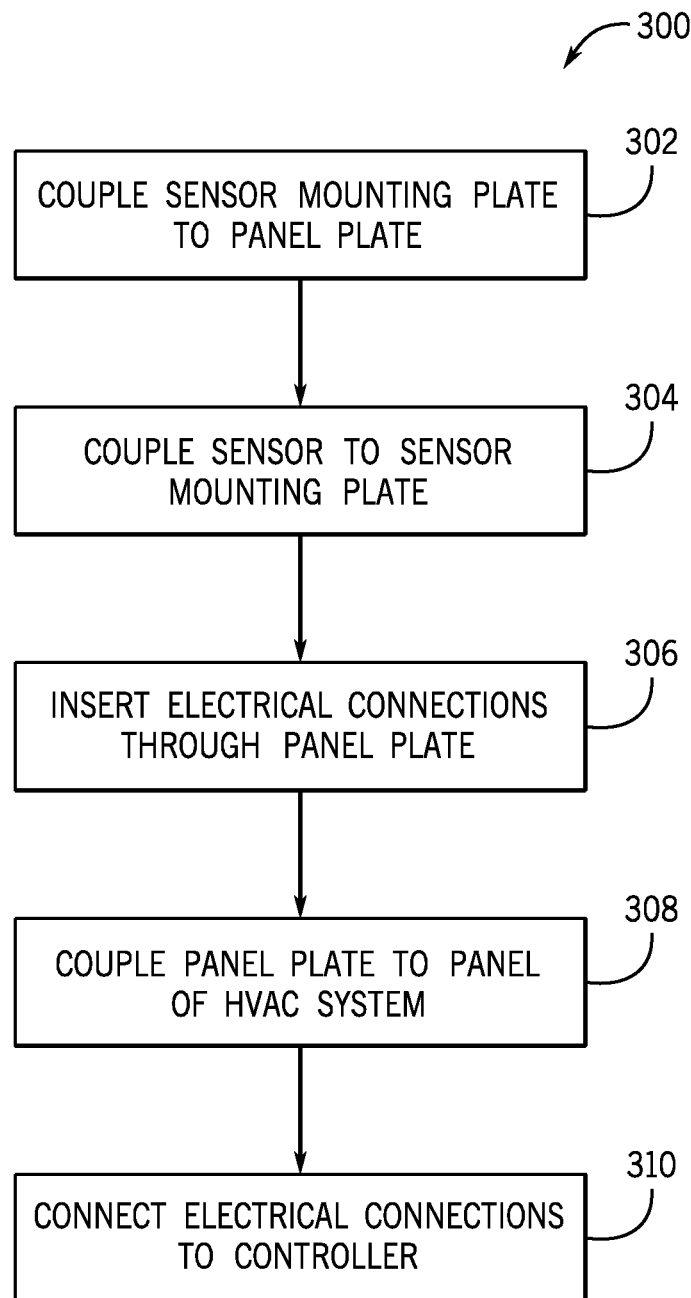 300
302
COUPLE SENSOR MOUNTING PLATE
TO PANEL PLATE
304
COUPLE SENSOR TO SENSOR
MOUNTING PLATE
306
INSERT ELECTRICAL CONNECTIONS
THROUGH PANEL PLATE
308
COUPLE PANEL PLATE TO PANEL
OF HVAC SYSTEM
310
CONNECT ELECTRICAL CONNECTIONS
TO CONTROLLER